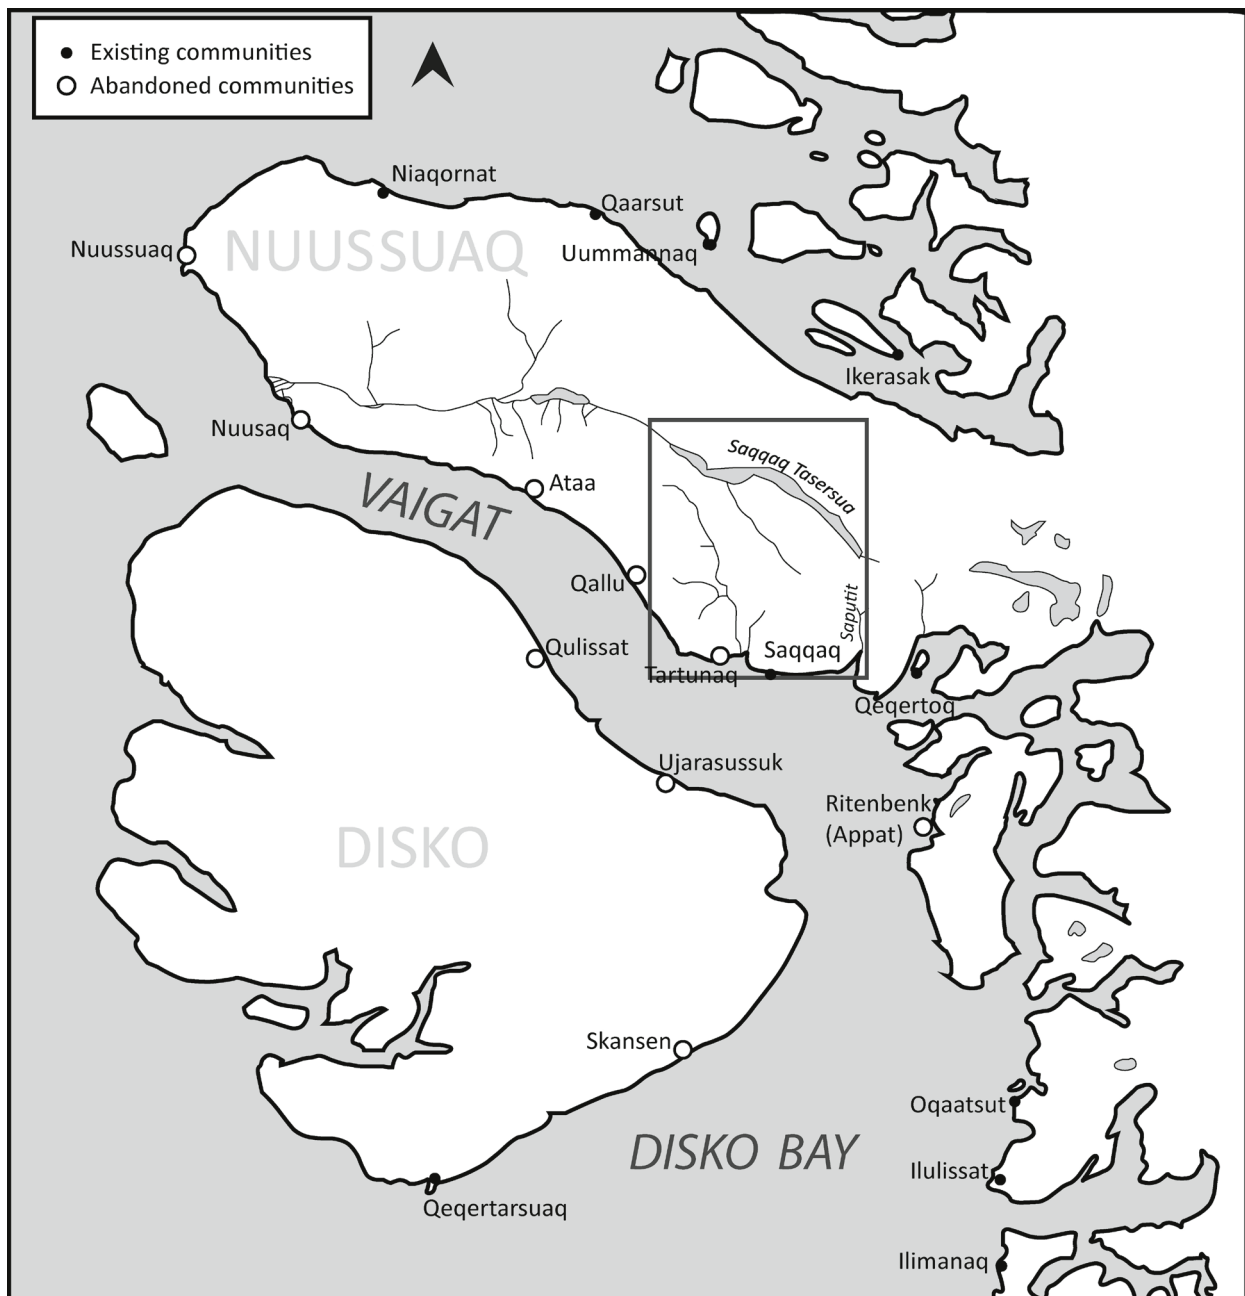 Existing communities
Abandoned communities
Niaqornat
Qaarsut
Nuussuaq
NUUSSUAQ
Uummannaq
Ikerasak
Nuusaq
Saqqaq Tasersua
VAIGAT
Ataa
Qallu
Saputit
Qulissat
Saqqaq
Tartunaq
Qeqertoq
Ujarasussuk
Ritenbenk
(Appat)
DISKO
Skansen
Oqaatsut
DISKO BAY
Ilulissat
Qeqertarsuaq
Ilimanaq